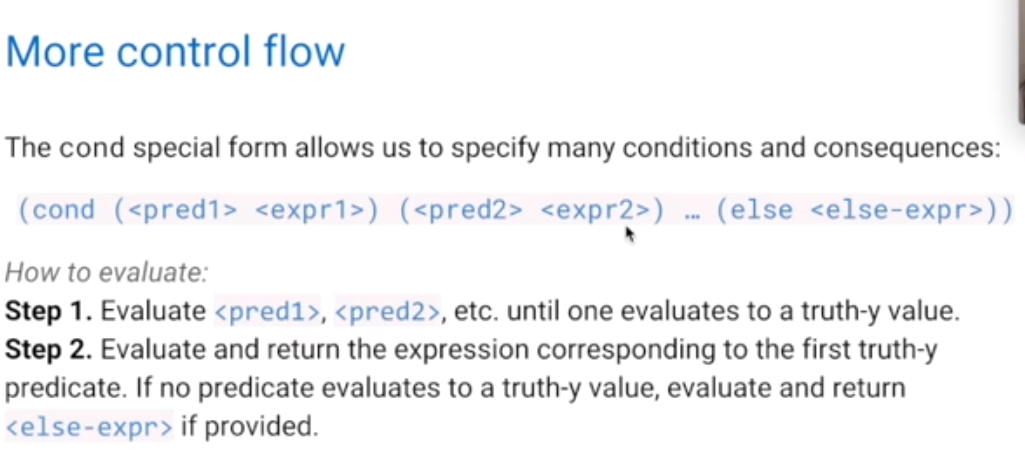 More control flow
The cond special form allows us to specify many conditions and consequences:
(cond (<pred1> <expr1>) (<pred2> <expr2>) … (else <else-expr>))
How to evaluate:
Step 1. Evaluate <pred1>, <pred2>, etc. until one evaluates to a truth-y value.
Step 2. Evaluate and return the expression corresponding to the first truth-y
predicate. If no predicate evaluates to a truth-y value, evaluate and return
<else-expr> if provided.